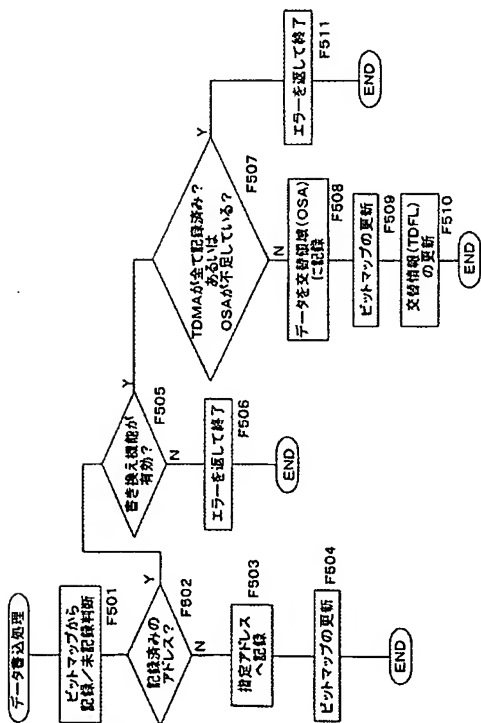 データ書込処理
ビットマップから
記録／未記録判断
F501
記録済みの
アドレス？
F502
Y
N
指定アドレス
へ記録
F503
ビットマップの更新
F504
END
書き換え機能が
有効？
F505
Y
N
エラーを返して終了
F506
END
TDMAが全て記録済み？
あるいは
OSAが不足している？
F507
Y
N
データを交替領域(OSA)
に記録
F508
ビットマップの更新
F509
交替情報(TDFL)
の更新
F510
END
エラーを返して終了
F511
END